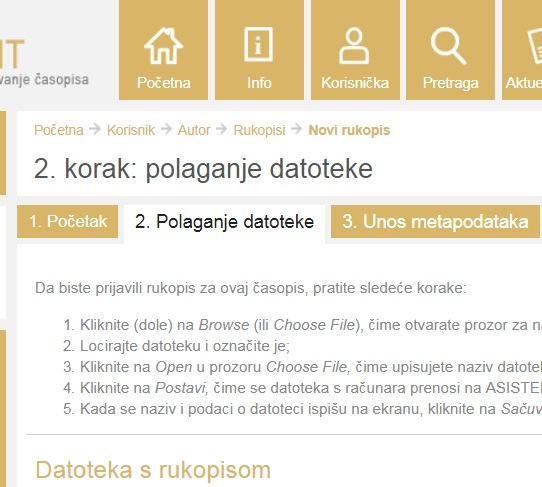 IT
vanje časopisa
Početna
Info
Korisnička
Pretraga
Aktue
Početna → Korisnik → Autor → Rukopisi → Novi rukopis
2. korak: polaganje datoteke
1. Početak
2. Polaganje datoteke
3. Unos metapodataka
Da biste prijavili rukopis za ovaj časopis, pratite sledeće korake:
1. Kliknite (dole) na Browse (ili Choose File), čime otvarate prozor za na
2. Locirajte datoteku i označite je;
3. Kliknite na Open u prozoru Choose File, čime upisujete naziv datotel
4. Kliknite na Postavi, čime se datoteka s računara prenosi na ASISTEN
5. Kada se naziv i podaci o datoteci ispišu na ekranu, kliknite na Sačuv
Datoteka s rukopisom